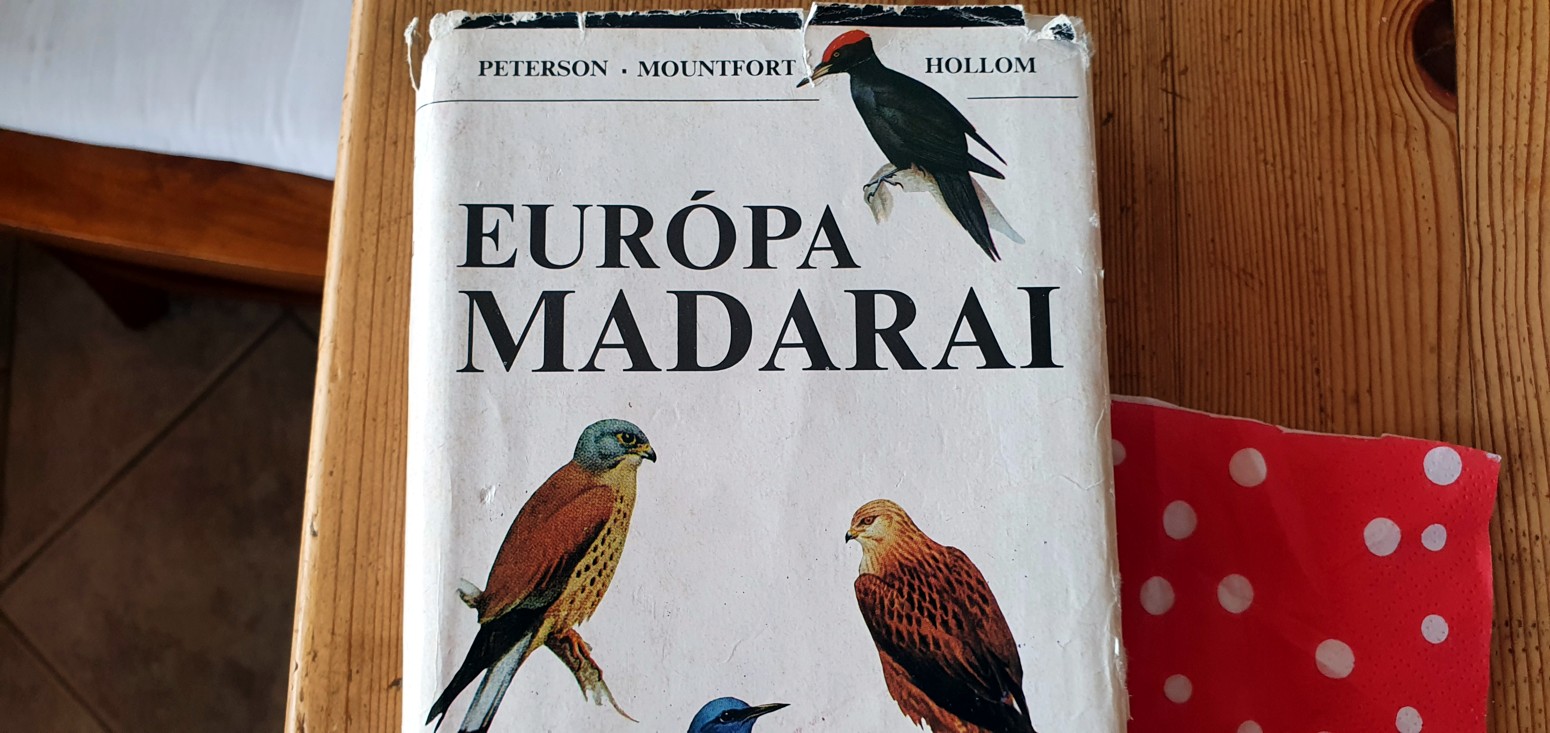 PETERSON · MOUNTFORT HOLLOM
EURÓPA
MADARAI